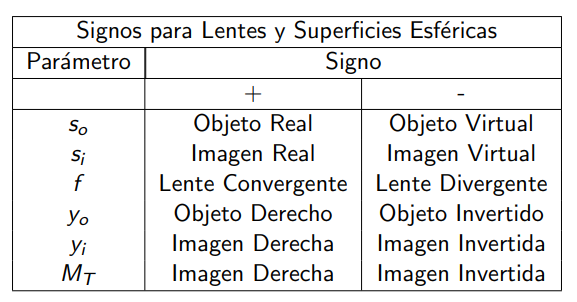 Signos para Lentes y Superficies Esféricas
Parámetro Signo
+ -
s_o Objeto Real Objeto Virtual
s_i Imagen Real Imagen Virtual
f Lente Convergente Lente Divergente
y_o Objeto Derecho Objeto Invertido
y_i Imagen Derecha Imagen Invertida
M_T Imagen Derecha Imagen Invertida